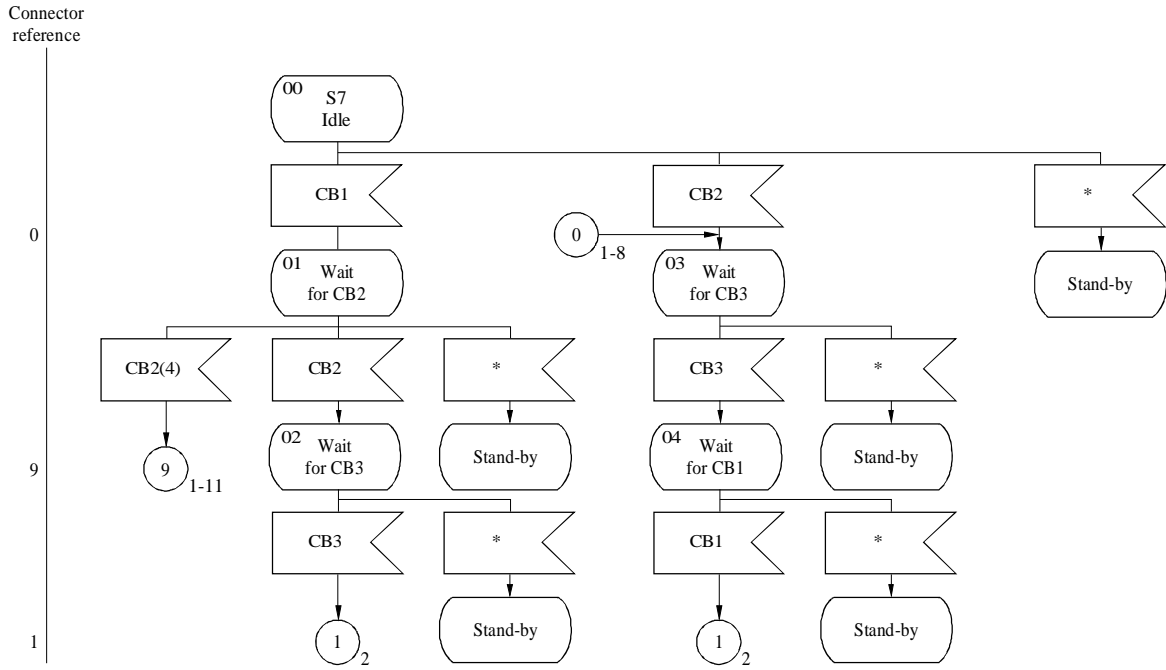 Connector
reference
00
S7
Idle
CB1
CB2
*
0
0
1-8
01
Wait
for CB2
03
Wait
for CB3
Stand-by
CB2(4)
CB2
*
CB3
*
02
Wait
for CB3
Stand-by
04
Wait
for CB1
Stand-by
9
9
1-11
CB3
*
CB1
*
1
1
2
Stand-by
1
2
Stand-by